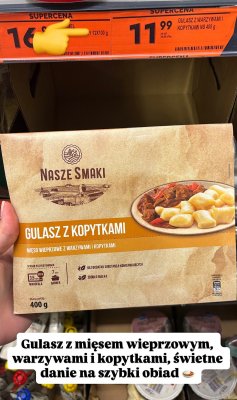 SUPERCENA
16
SUPERCENA
11 99
GULASZ Z WARZYWAMI I
KOPYTKAMI NS 400 g
NASZE SMAKI
GULASZ Z KOPYTKAMI
MIĘSO WIEPRZOWE Z WARZYWAMI I KOPYTKAMI
400 g
Gulasz z mięsem wieprzowym,
warzywami i kopytkami, świetne
danie na szybki obiad